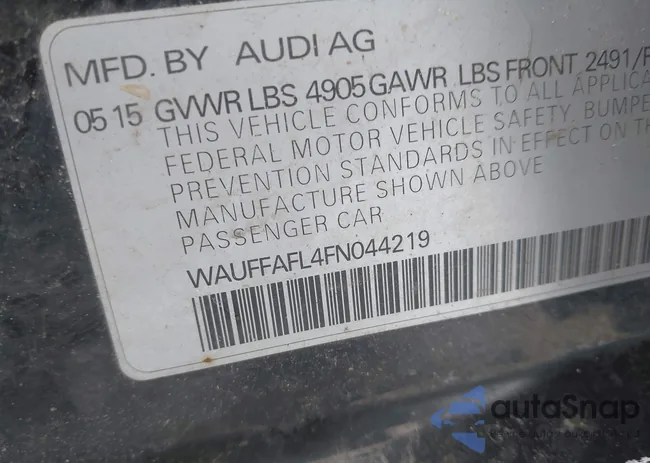 MFD. BY AUDI AG
05 15 GVWR LBS 4905 GAWR LBS FRONT 2491/
THIS VEHICLE CONFORMS TO ALL APPLICA
FEDERAL MOTOR VEHICLE SAFETY, BUMPE
PREVENTION STANDARDS IN EFFECT ON TH
MANUFACTURE SHOWN ABOVE
PASSENGER CAR
WAUFFAFL4FN044219
autaSnap